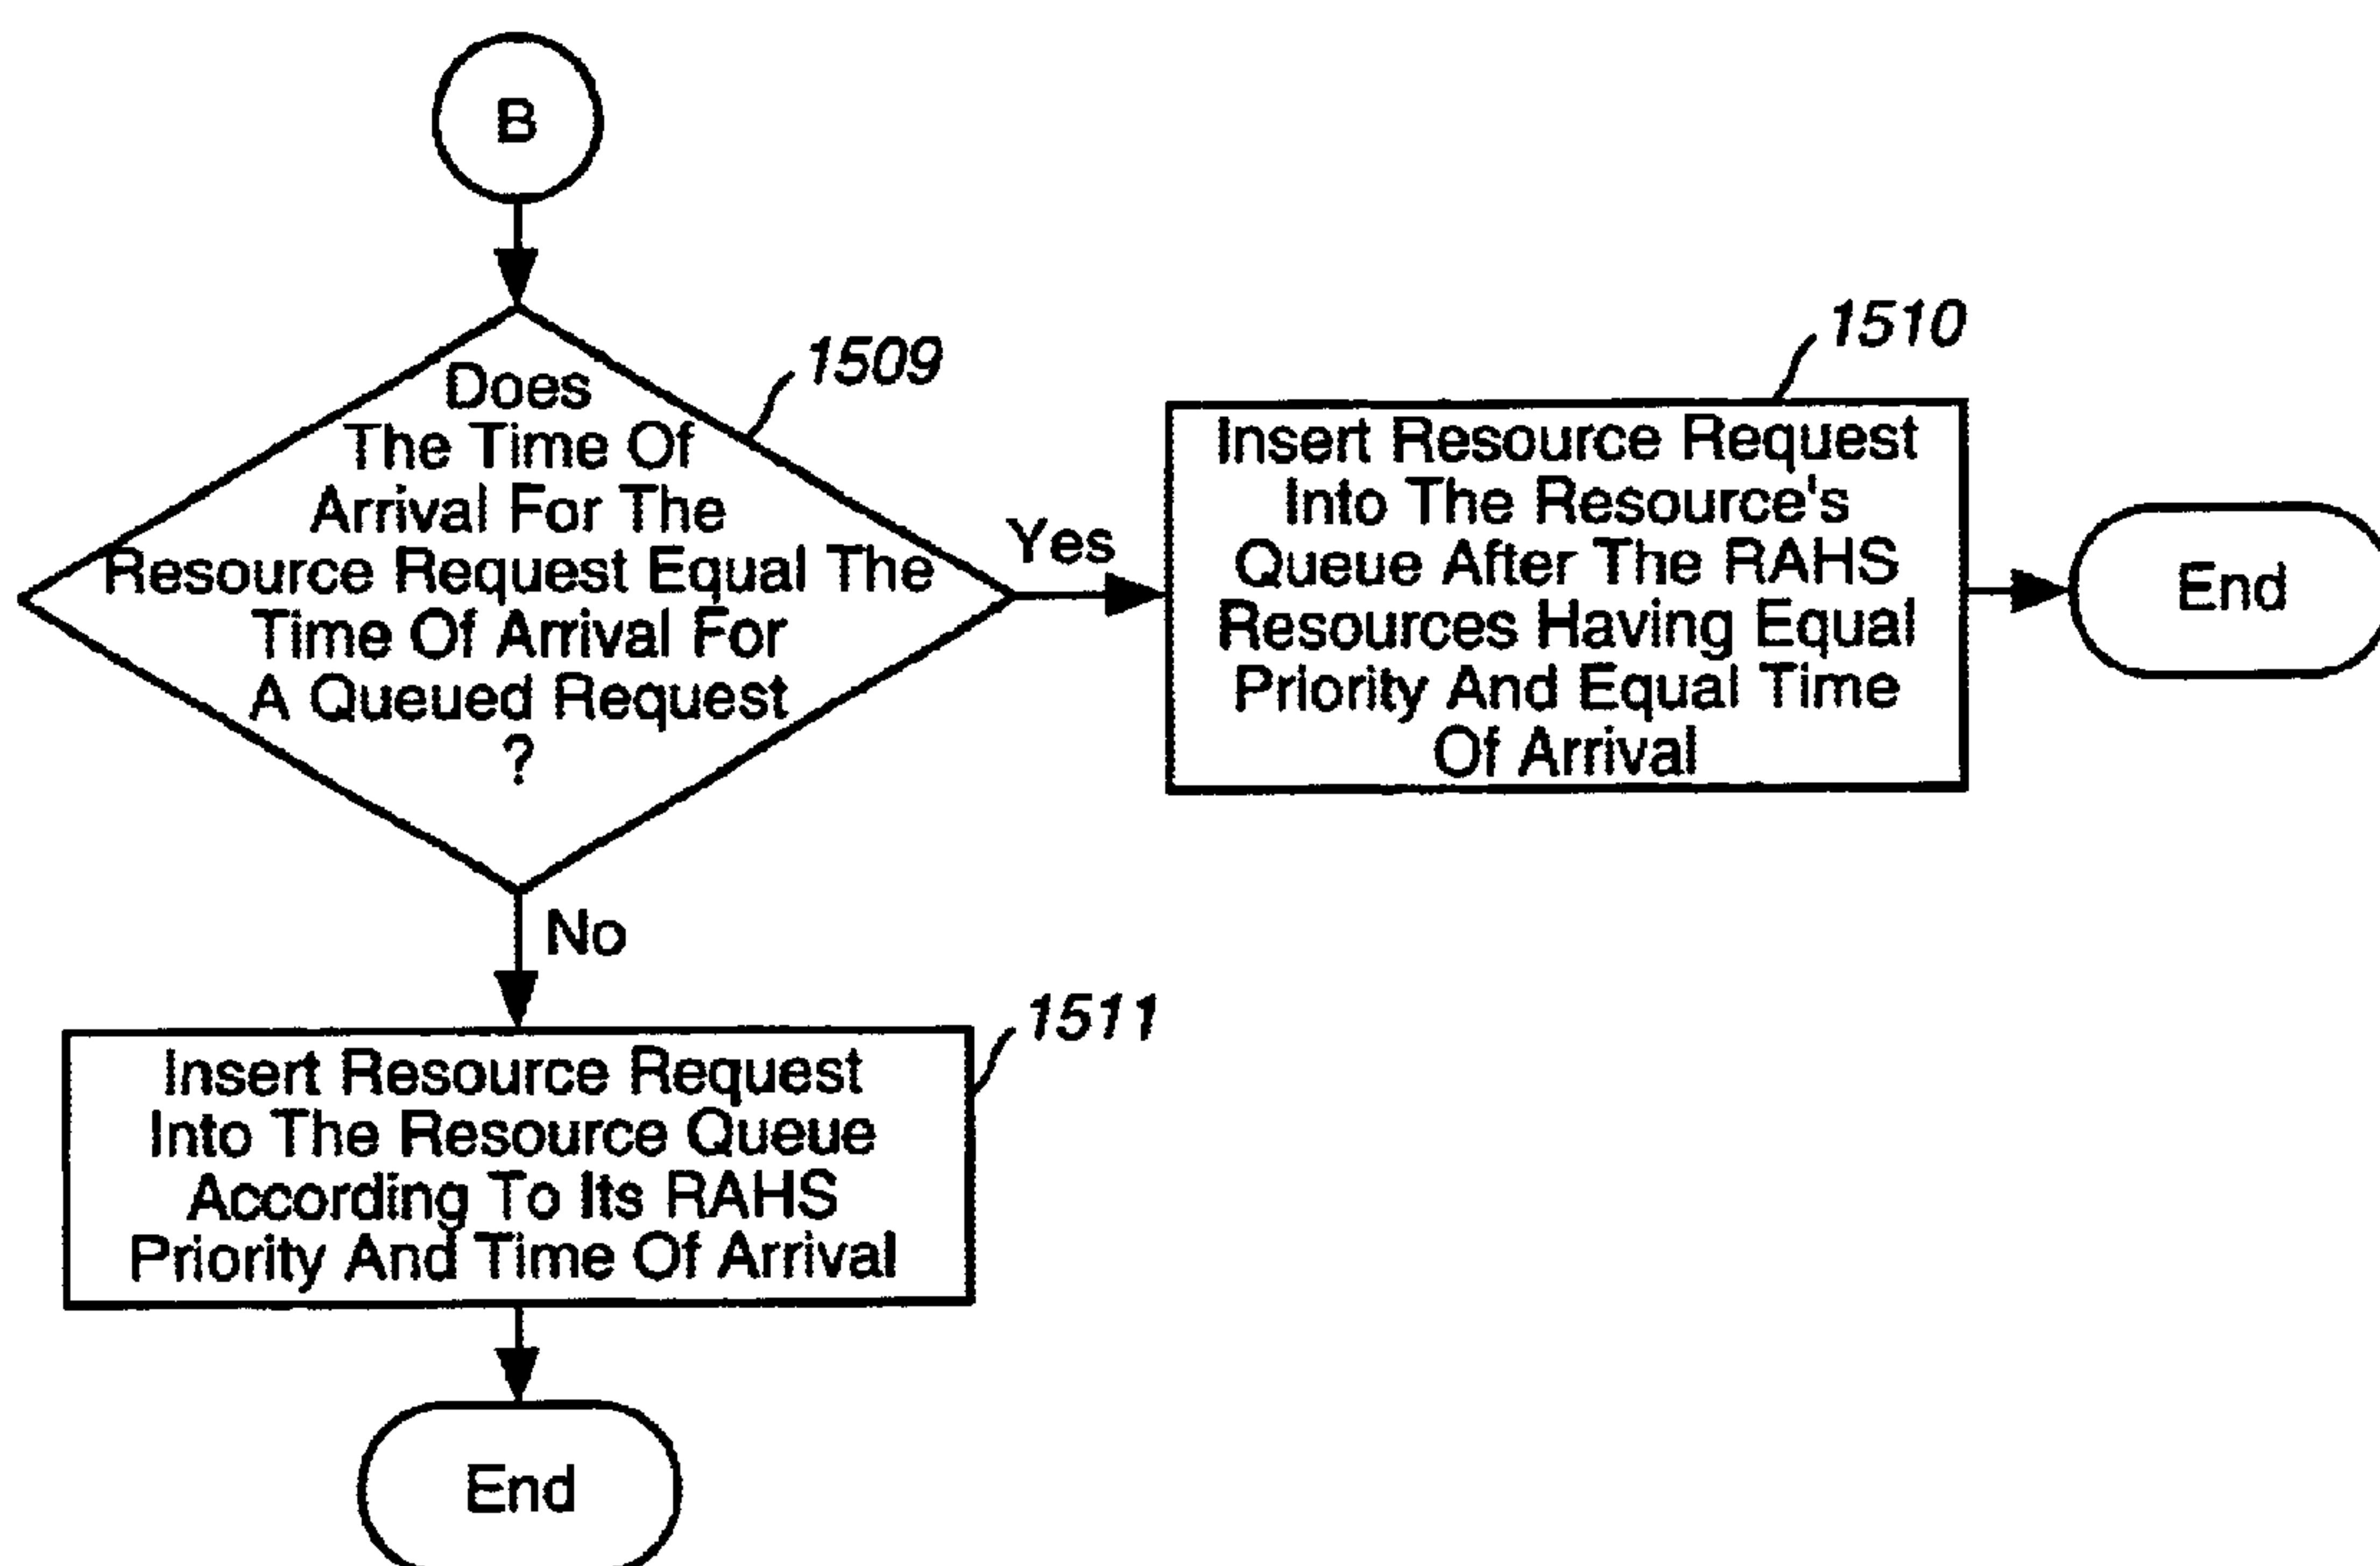 B
1509
Does
The Time Of
Arrival For The
Resource Request Equal The
Time Of Arrival For
A Queued Request
?
Yes
1510
Insert Resource Request
Into The Resource's
Queue After The RAHS
Resources Having Equal
Priority And Equal Time
Of Arrival
End
No
1511
Insert Resource Request
Into The Resource Queue
According To Its RAHS
Priority And Time Of Arrival
End